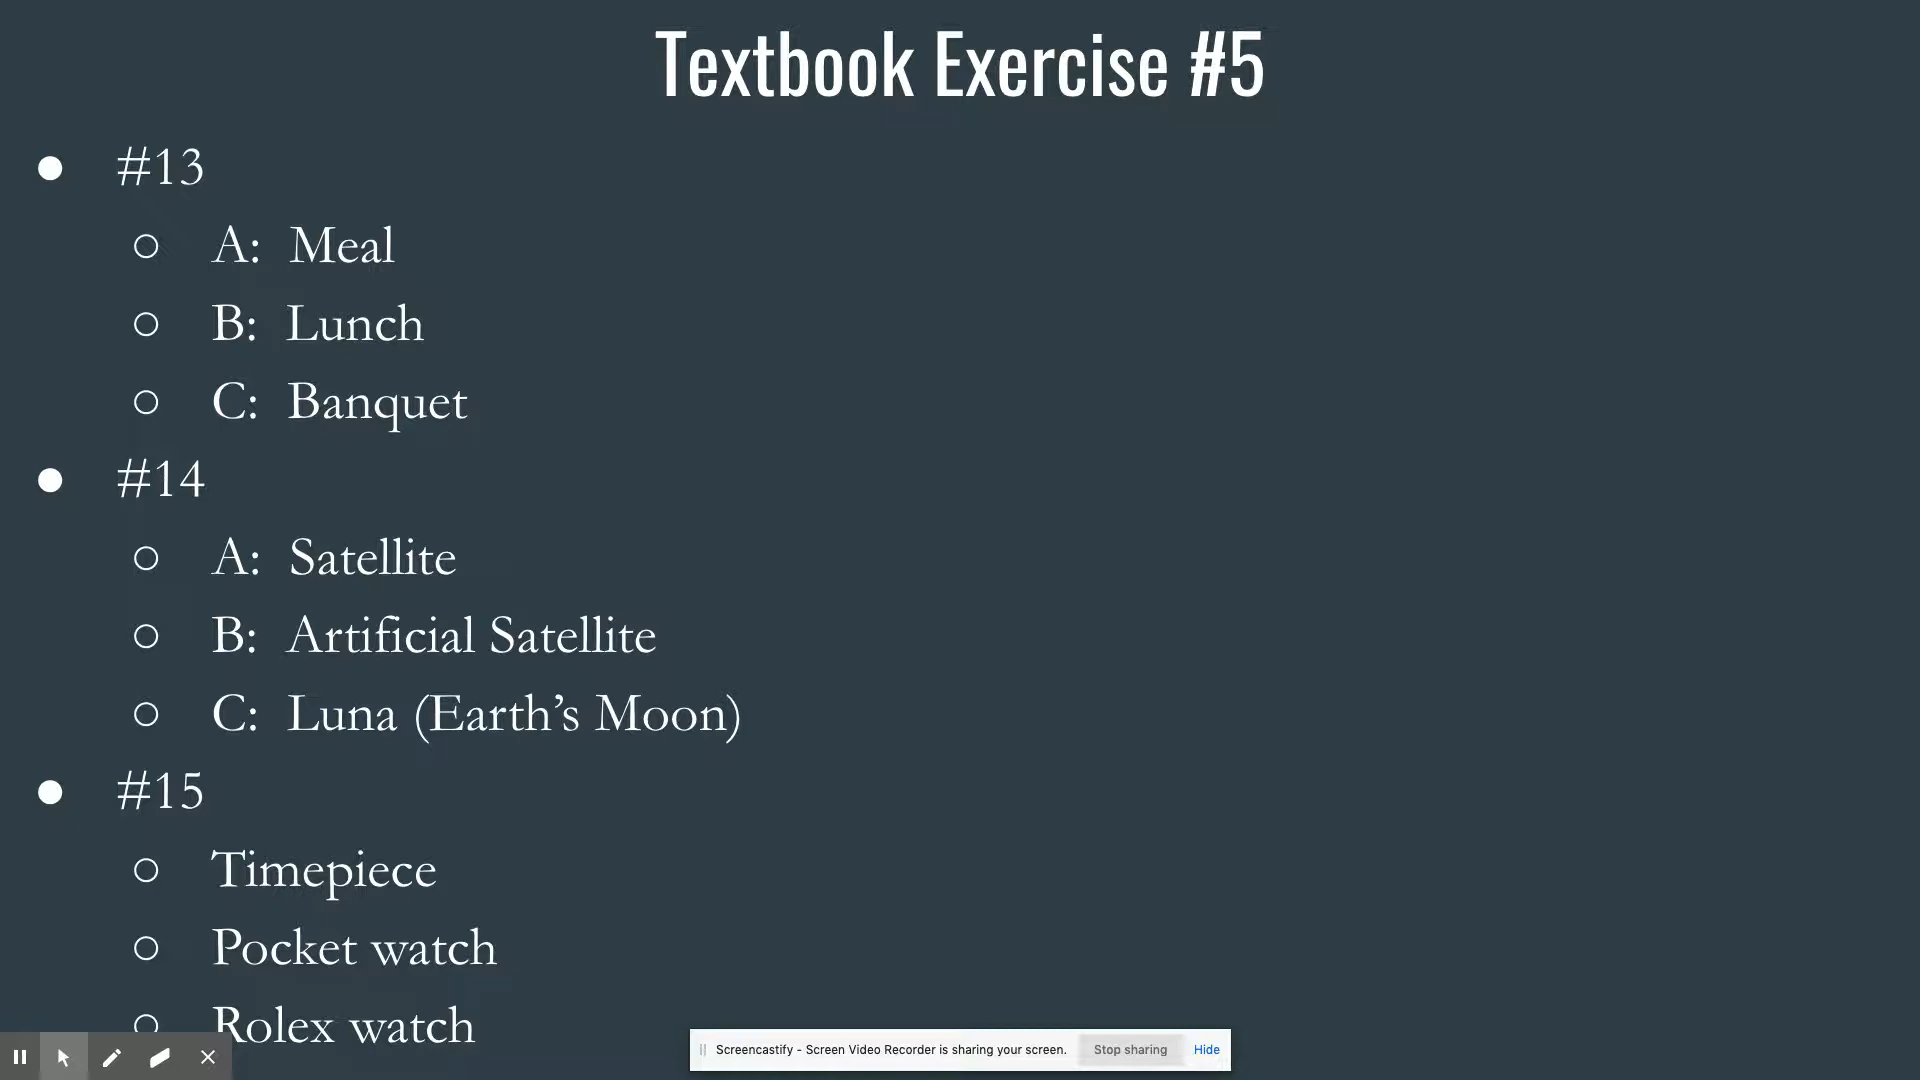 Textbook Exercise #5
● #13
○ A: Meal
○ B: Lunch
○ C: Banquet
● #14
○ A: Satellite
○ B: Artificial Satellite
○ C: Luna (Earth’s Moon)
● #15
○ Timepiece
○ Pocket watch
○ Rolex watch
Screencastify - Screen Video Recorder is sharing your screen. Stop sharing Hide